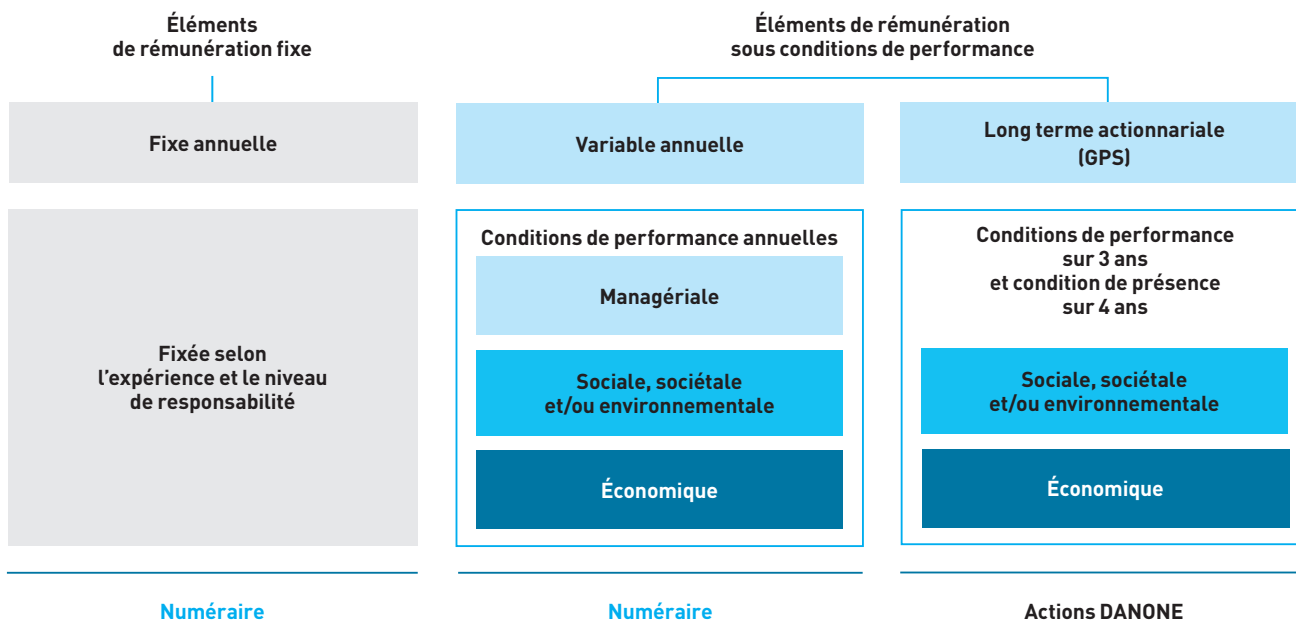 Éléments
de rémunération fixe
Éléments de rémunération
sous conditions de performance
Fixe annuelle
Variable annuelle
Long terme actionnariale
(GPS)
Fixée selon
l'expérience et le niveau
de responsabilité
Conditions de performance annuelles
Managériale
Sociale, sociétale
et/ou environnementale
Économique
Conditions de performance
sur 3 ans
et condition de présence
sur 4 ans
Sociale, sociétale
et/ou environnementale
Économique
Numéraire
Numéraire
Actions DANONE